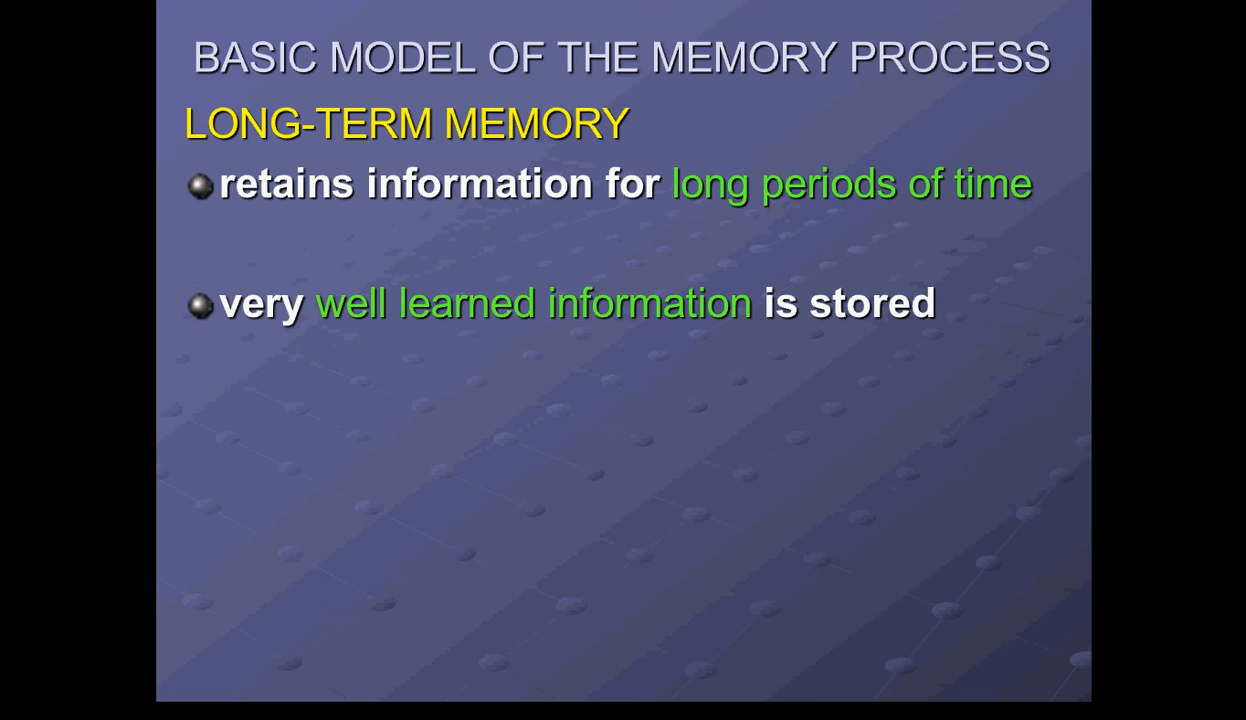 BASIC MODEL OF THE MEMORY PROCESS
LONG-TERM MEMORY
retains information for long periods of time
very well learned information is stored